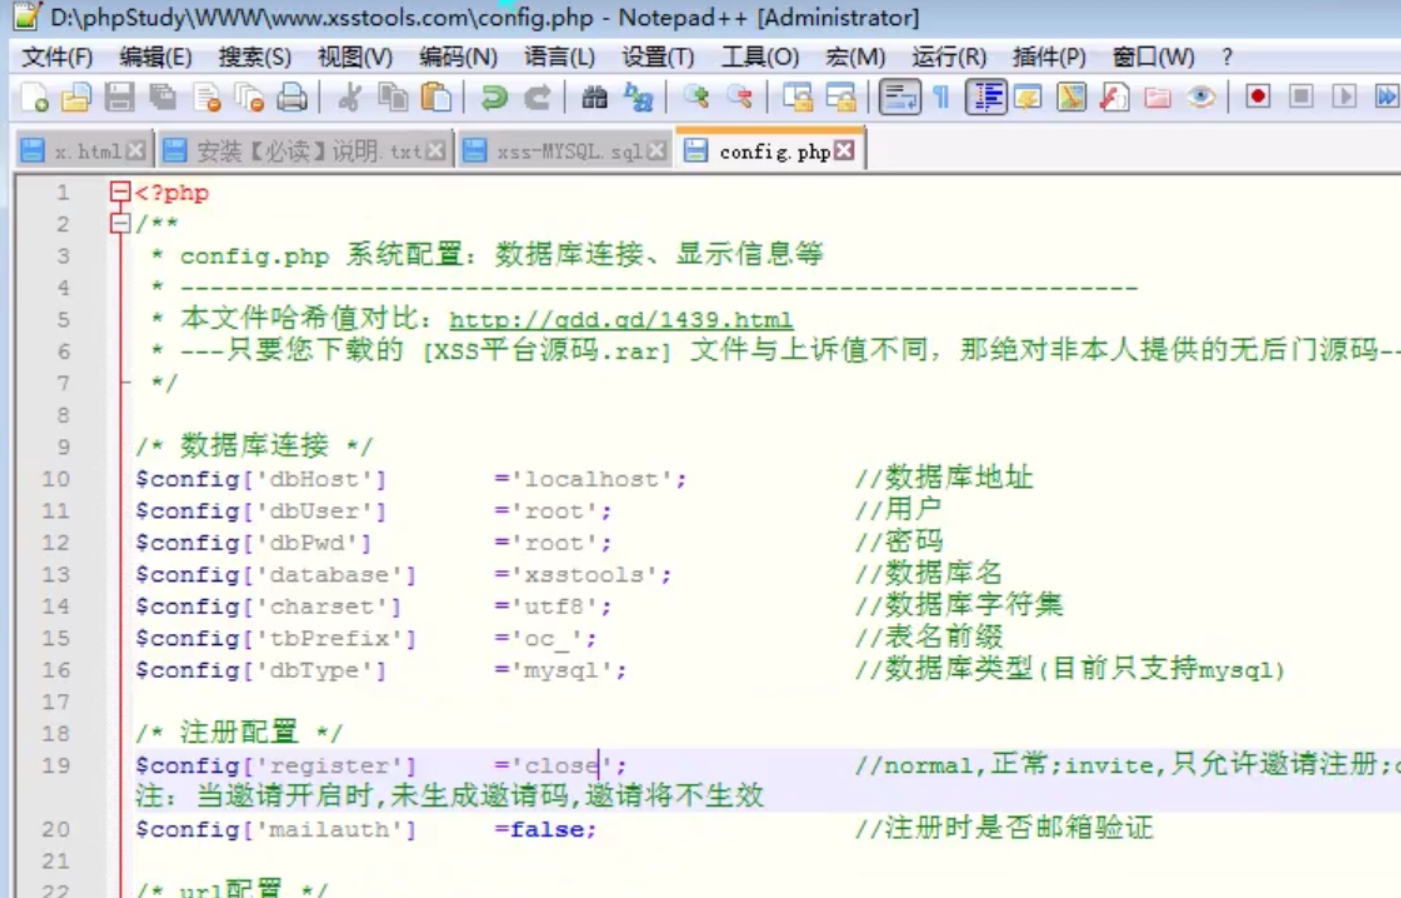 D:\phpStudy\WWW\www.xsstools.com\config.php - Notepad++ [Administrator]
文件(F) 编辑(E) 搜索(S) 视图(V) 编码(N) 语言(L) 设置(T) 工具(O) 宏(M) 运行(R) 插件(P) 窗口(W) ?
x.html 安装【必读】说明.txt xss-MYSQL.sql config.php
1 <?php
2 /**
3 * config.php 系统配置：数据库连接、显示信息等
4 * ----------------------------------------------------------------
5 * 本文件哈希值对比：http://qdd.gd/1439.html
6 * ---只要您下载的 [XSS平台源码.rar] 文件与上诉值不同，那绝对非本人提供的无后门源码--
7 */
8
9 /* 数据库连接 */
10 $config['dbHost'] ='localhost'; //数据库地址
11 $config['dbUser'] ='root'; //用户
12 $config['dbPwd'] ='root'; //密码
13 $config['database'] ='xsstools'; //数据库名
14 $config['charset'] ='utf8'; //数据库字符集
15 $config['tbPrefix'] ='oc_'; //表名前缀
16 $config['dbType'] ='mysql'; //数据库类型(目前只支持mysql)
17
18 /* 注册配置 */
19 $config['register'] ='close'; //normal,正常;invite,只允许邀请注册;
注：当邀请开启时,未生成邀请码,邀请将不生效
20 $config['mailauth'] =false; //注册时是否邮箱验证
21
22 /* url配置 */